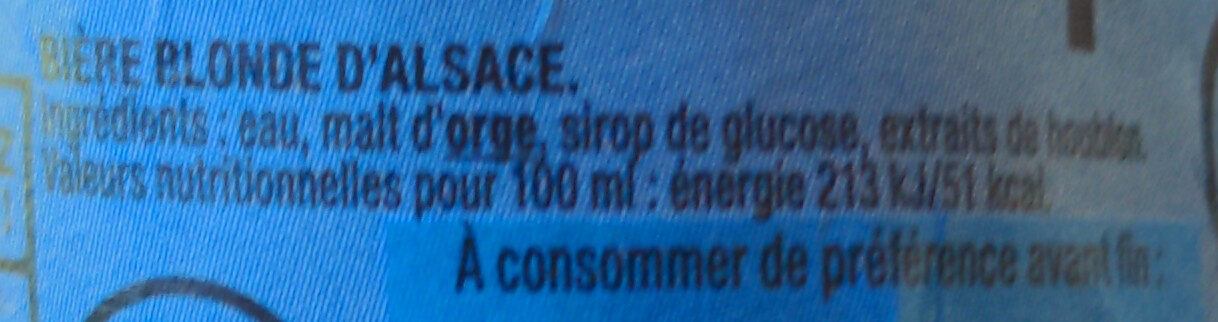 BIÈRE BLONDE D'ALSACE.
Ingrédients : eau, malt d'orge, sirop de glucose, extraits de houblon.
Valeurs nutritionnelles pour 100 ml : énergie 213 kJ/51 kcal.
À consommer de préférence avant fin :